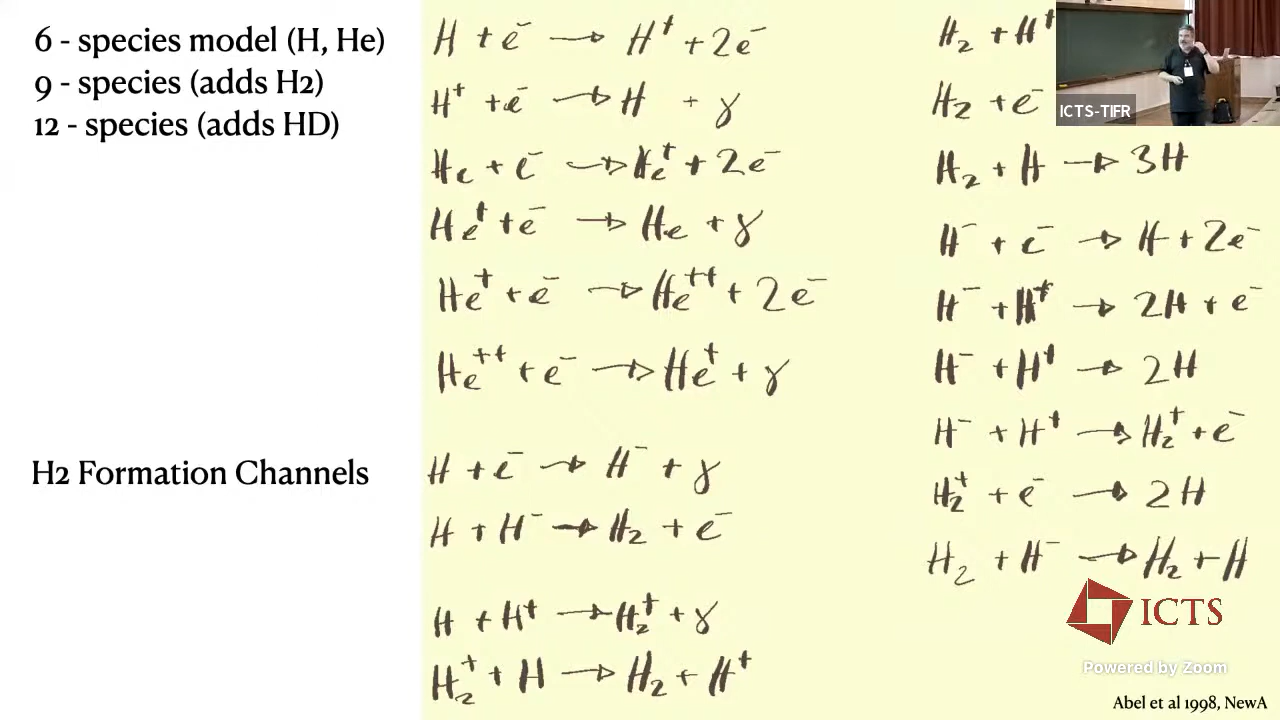 6 - species model (H, He)
9 - species (adds H2)
12 - species (adds HD)
H + e⁻ → H⁺ + 2e⁻
H⁺ + e⁻ → H + γ
He + e⁻ → He⁺ + 2e⁻
He⁺ + e⁻ → He + γ
He⁺ + e⁻ → He⁺⁺ + 2e⁻
He⁺⁺ + e⁻ → He⁺ + γ
H2 Formation Channels
H + e⁻ → H⁻ + γ
H + H⁻ → H₂ + e⁻
H + H⁺ → H₂⁺ + γ
H₂⁺ + H → H₂ + H⁺
H₂ + H⁺
H₂ + e⁻
H₂ + H → 3H
H⁻ + e⁻ → H + 2e⁻
H⁻ + H⁺ → 2H + e⁻
H⁻ + H⁺ → 2H
H⁻ + H⁺ → H₂⁺ + e⁻
H₂⁺ + e⁻ → 2H
H₂ + H⁻ → H₂ + H
ICTS-TIFR
ICTS
Powered by Zoom
Abel et al 1998, NewA